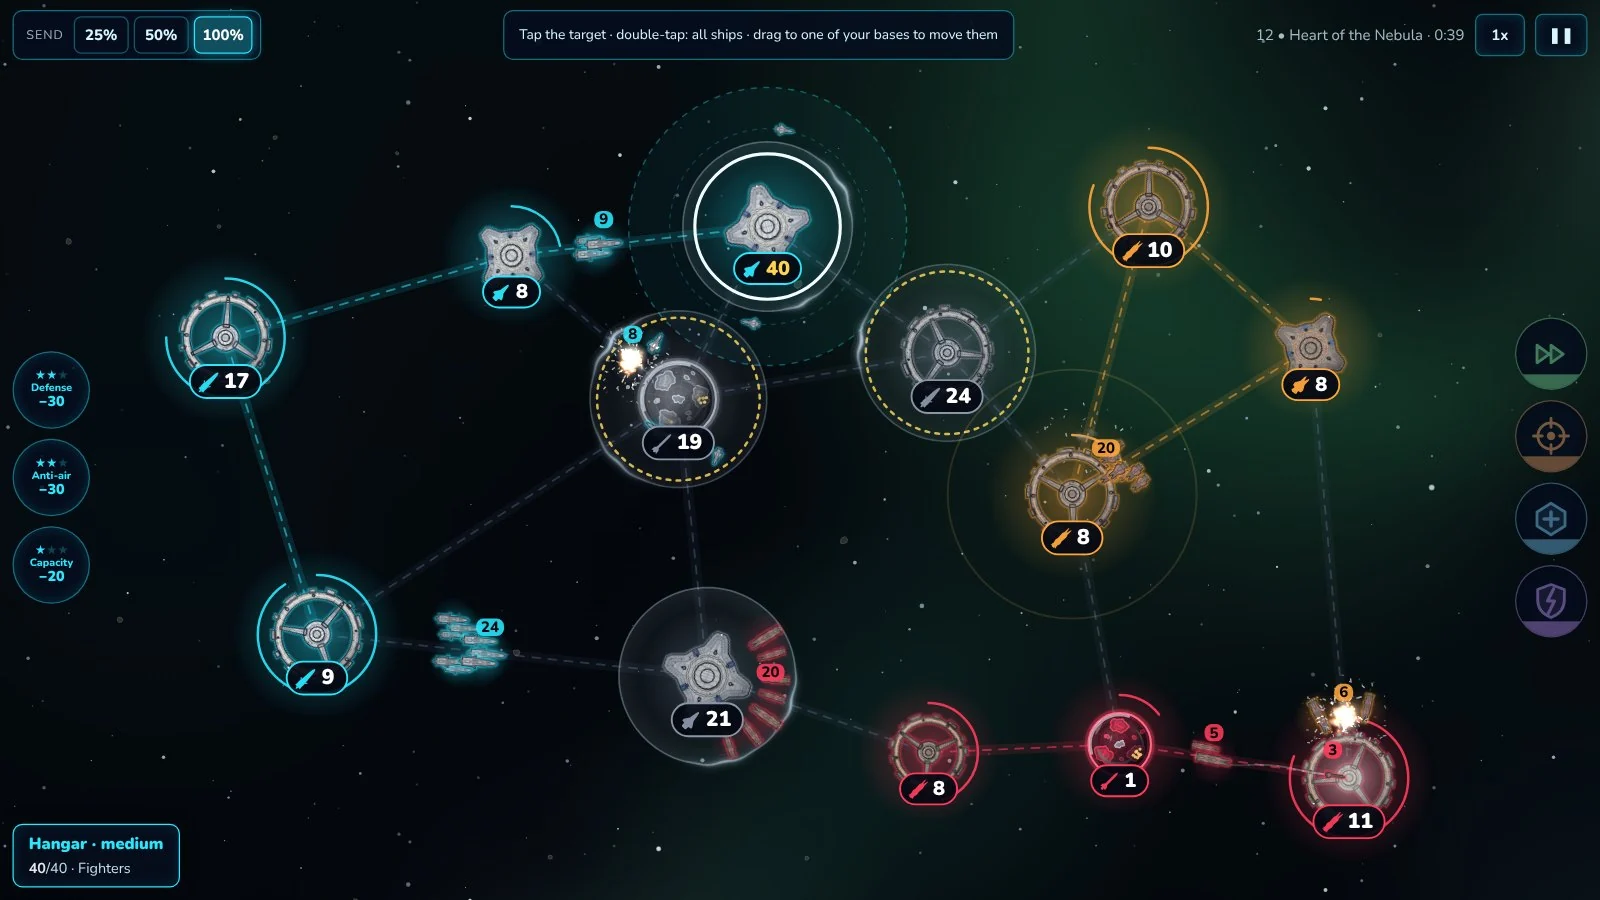 SEND 25% 50% 100%
Tap the target · double-tap: all ships · drag to one of your bases to move them
12 • Heart of the Nebula · 0:39
1x
10
9
40
8
8
17
8
24
19
20
8
Defense
−30
Anti-air
−30
Capacity
−20
24
9
20
21
6
3
5
8
1
11
Hangar · medium
40/40 · Fighters